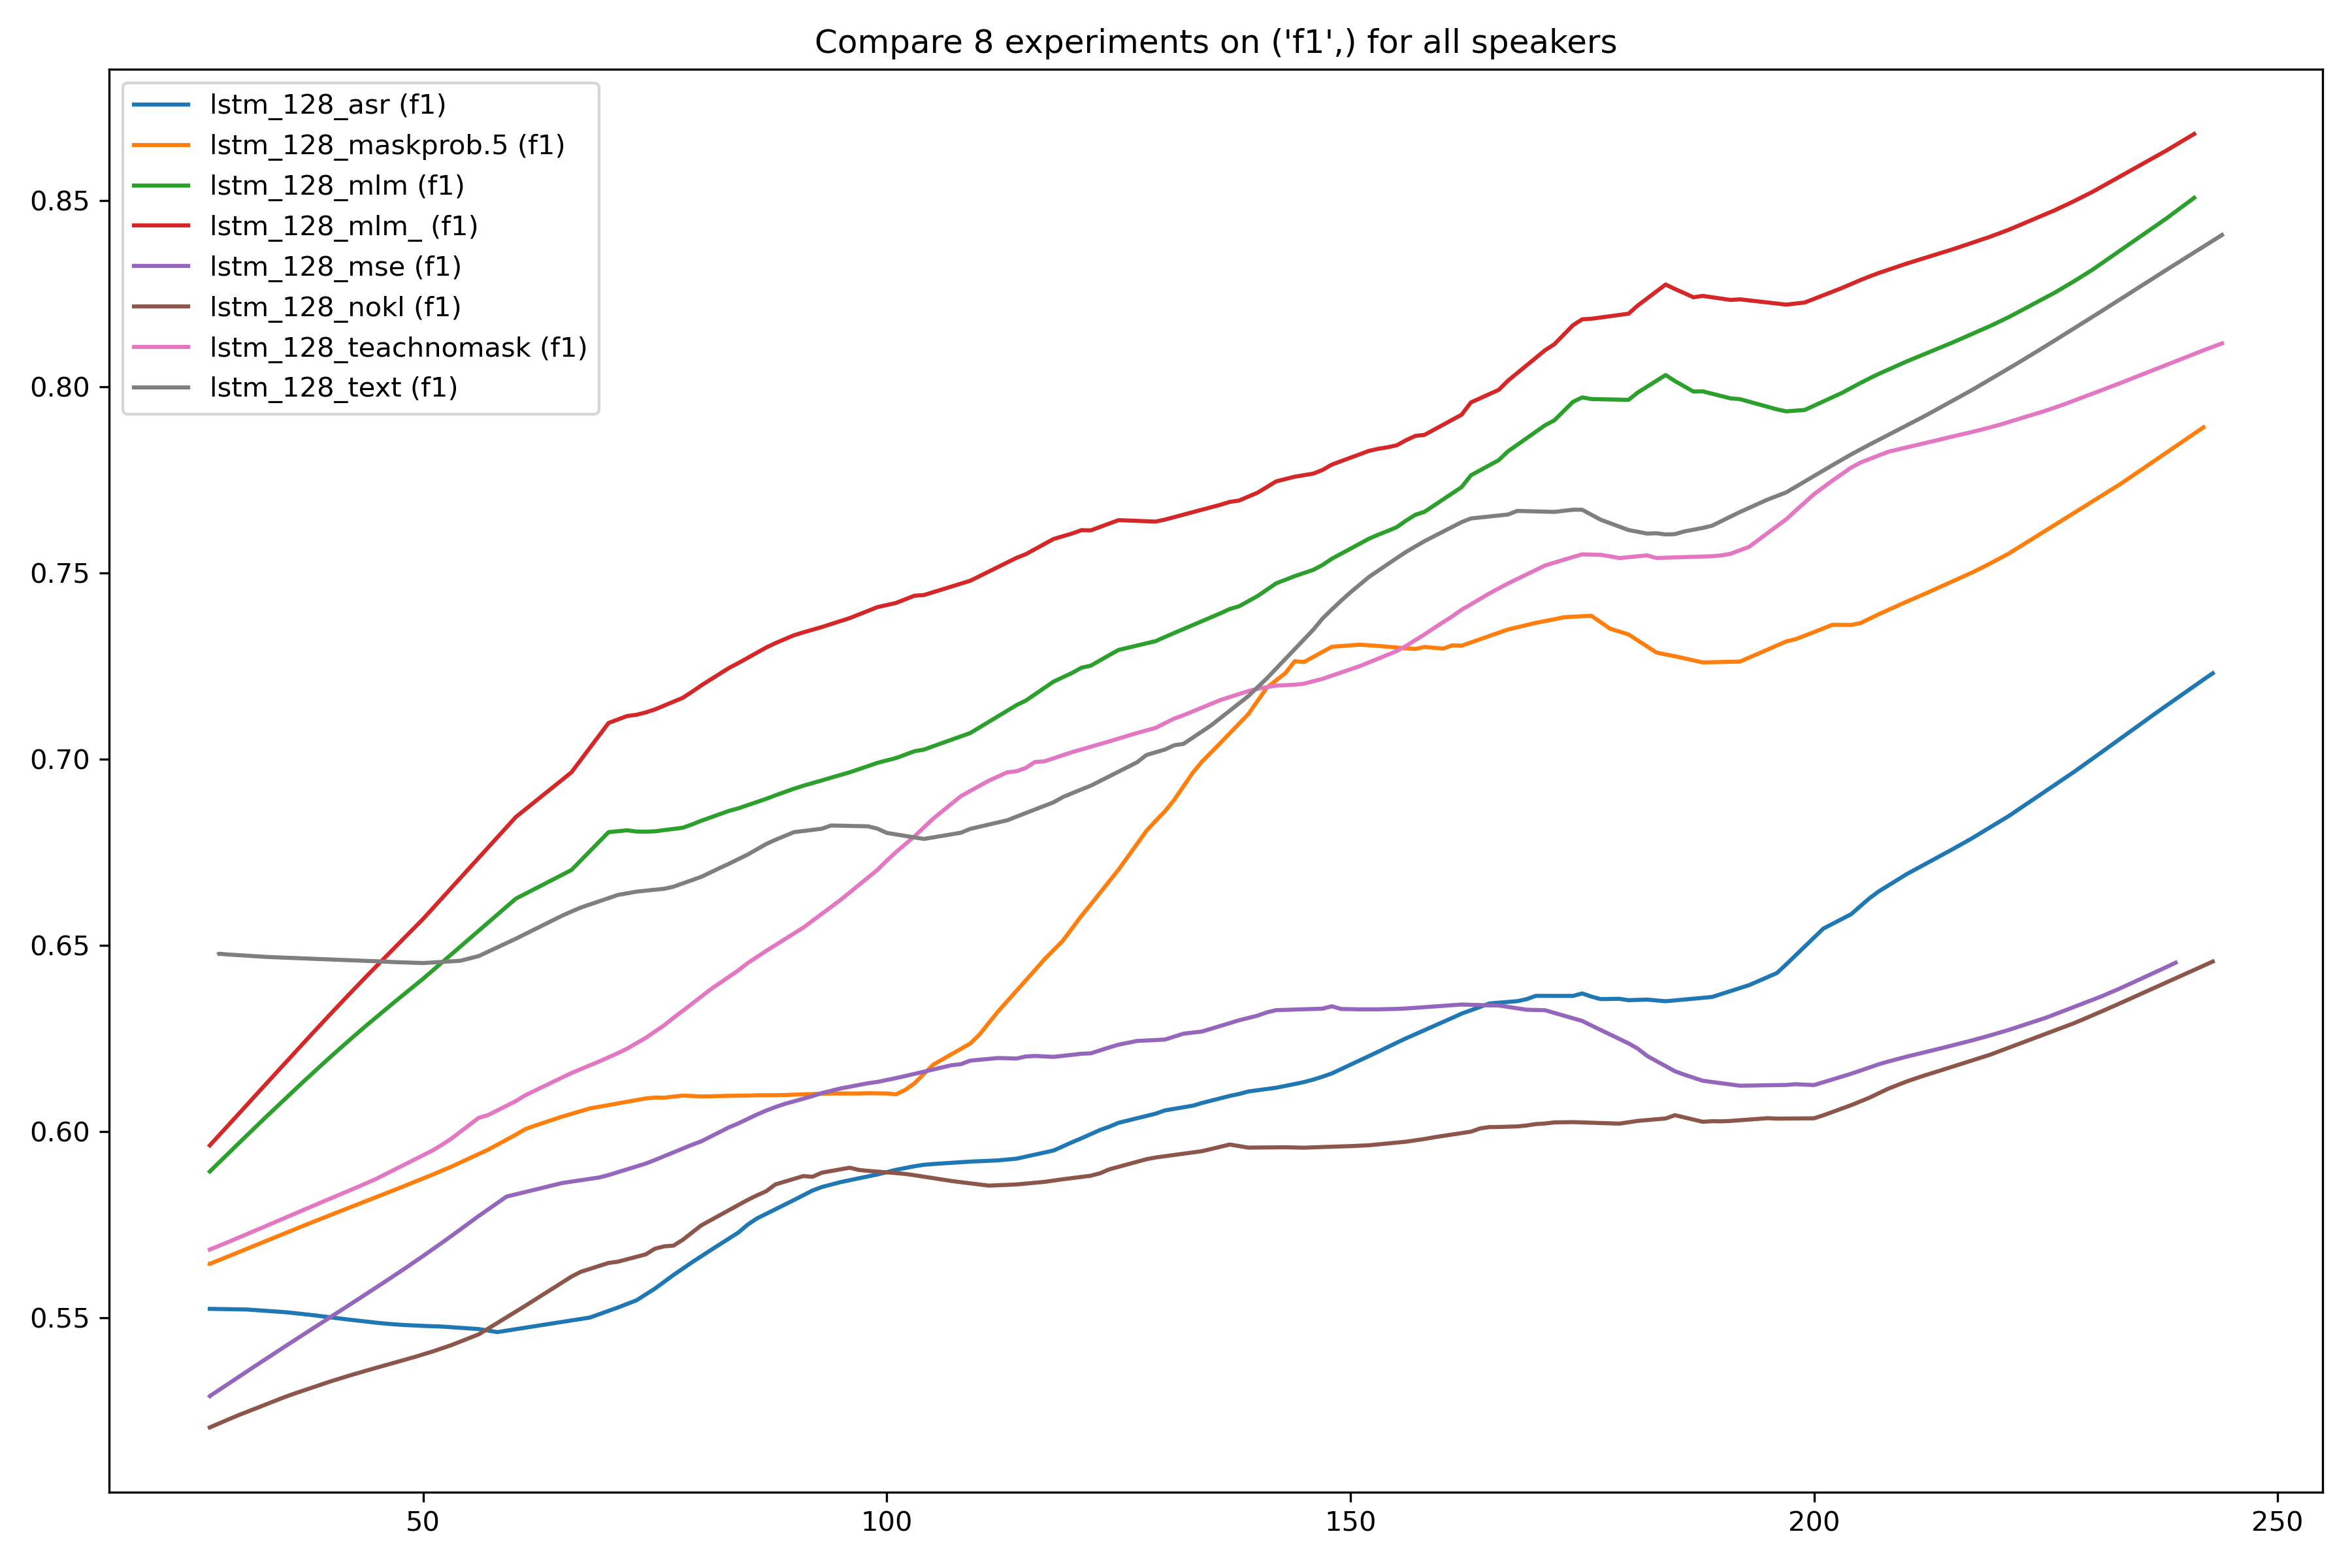 Compare 8 experiments on ('f1',) for all speakers
lstm_128_asr (f1)
lstm_128_maskprob.5 (f1)
lstm_128_mlm (f1)
lstm_128_mlm_ (f1)
lstm_128_mse (f1)
lstm_128_nokl (f1)
lstm_128_teachnomask (f1)
lstm_128_text (f1)
0.85
0.80
0.75
0.70
0.65
0.60
0.55
50 100 150 200 250